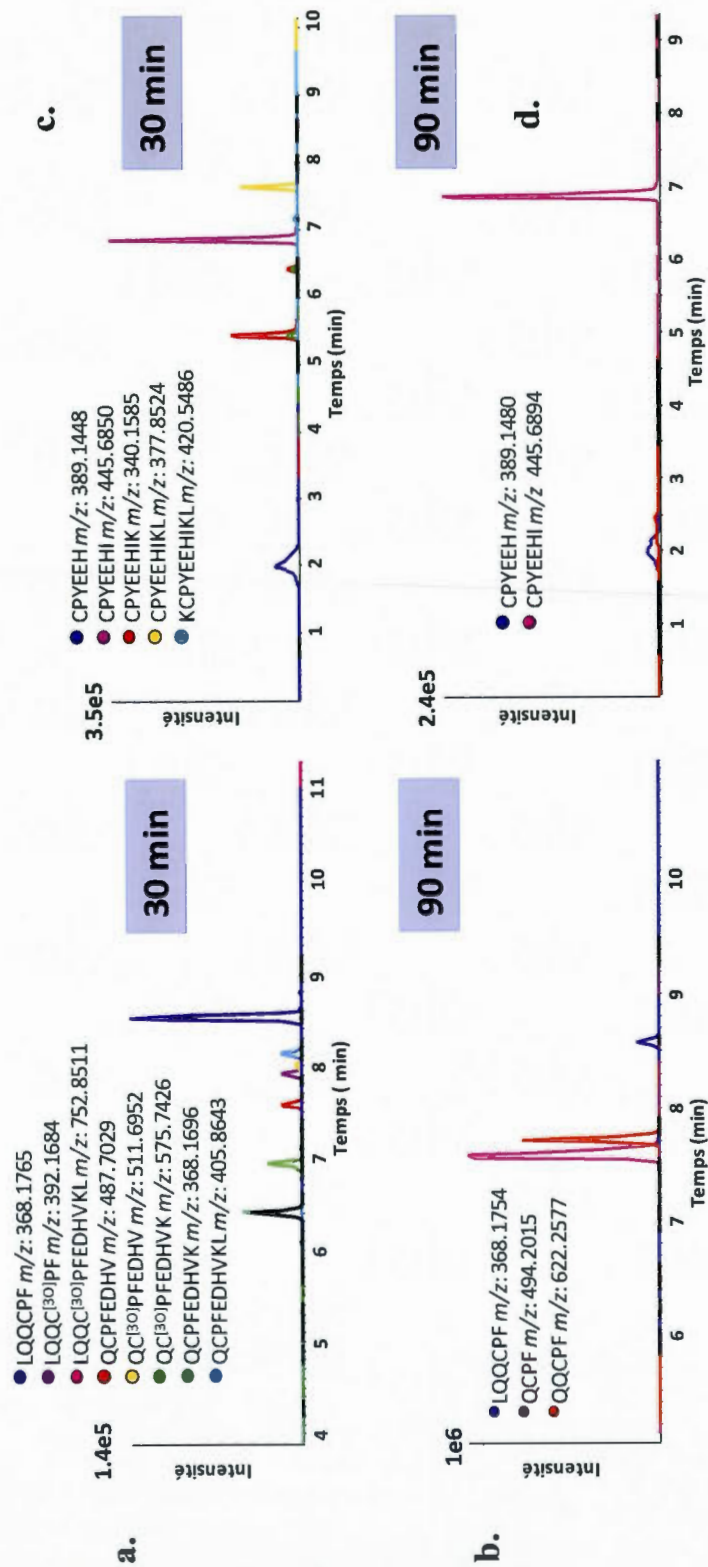 a.
1.4e5
Intensité
30 min
LQQCPF m/z: 368.1765
LQQC[³⁰]PF m/z: 392.1684
LQQC[³⁰]PFEDHVKL m/z: 752.8511
QCPFEDHV m/z: 487.7029
QC[³⁰]PFEDHV m/z: 511.6952
QC[³⁰]PFEDHVK m/z: 575.7426
QCPFEDHVK m/z: 368.1696
QCPFEDHVKL m/z: 405.8643
4 5 6 7 8 9 10 11
Temps ( min)
b.
1e6
Intensité
90 min
LQQCPF m/z: 368.1754
QCPF m/z: 494.2015
QQCPF m/z: 622.2577
6 7 8 9 10
Temps (min)
c.
3.5e5
Intensité
30 min
CPYEEH m/z: 389.1448
CPYEEHI m/z: 445.6850
CPYEEHIK m/z: 340.1585
CPYEEHIKL m/z: 377.8524
KCPYEEHIKL m/z: 420.5486
1 2 3 4 5 6 7 8 9 10
Temps (min)
d.
2.4e5
Intensité
90 min
CPYEEH m/z: 389.1480
CPYEEHI m/z 445.6894
1 2 3 4 5 6 7 8 9
Temps (min)